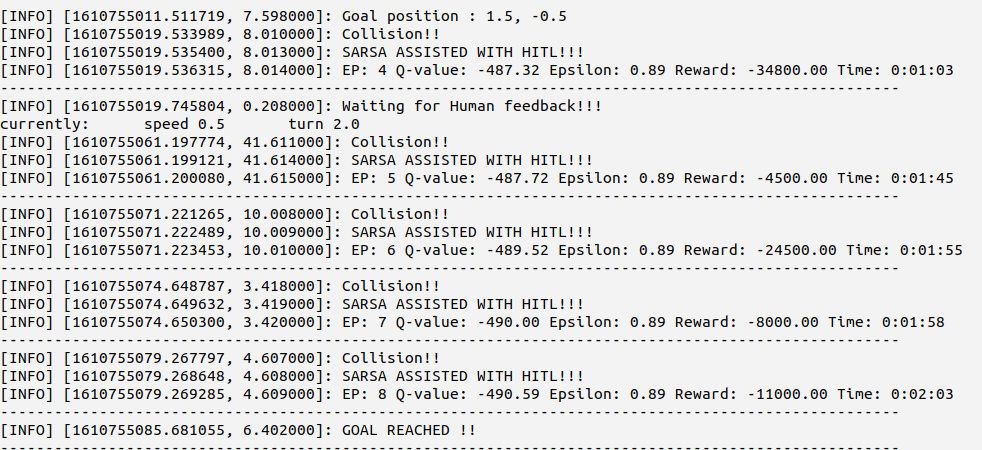 [INFO] [1610755011.511719, 7.598000]: Goal position : 1.5, -0.5
[INFO] [1610755019.533989, 8.010000]: Collision!!
[INFO] [1610755019.535400, 8.013000]: SARSA ASSISTED WITH HITL!!!
[INFO] [1610755019.536315, 8.014000]: EP: 4 Q-value: -487.32 Epsilon: 0.89 Reward: -34800.00 Time: 0:01:03
----------------------------------------------------------------------------------------------------
[INFO] [1610755019.745804, 0.208000]: Waiting for Human feedback!!!
currently:      speed 0.5       turn 2.0
[INFO] [1610755061.197774, 41.611000]: Collision!!
[INFO] [1610755061.199121, 41.614000]: SARSA ASSISTED WITH HITL!!!
[INFO] [1610755061.200080, 41.615000]: EP: 5 Q-value: -487.72 Epsilon: 0.89 Reward: -4500.00 Time: 0:01:45
----------------------------------------------------------------------------------------------------
[INFO] [1610755071.221265, 10.008000]: Collision!!
[INFO] [1610755071.222489, 10.009000]: SARSA ASSISTED WITH HITL!!!
[INFO] [1610755071.223453, 10.010000]: EP: 6 Q-value: -489.52 Epsilon: 0.89 Reward: -24500.00 Time: 0:01:55
----------------------------------------------------------------------------------------------------
[INFO] [1610755074.648787, 3.418000]: Collision!!
[INFO] [1610755074.649632, 3.419000]: SARSA ASSISTED WITH HITL!!!
[INFO] [1610755074.650300, 3.420000]: EP: 7 Q-value: -490.00 Epsilon: 0.89 Reward: -8000.00 Time: 0:01:58
----------------------------------------------------------------------------------------------------
[INFO] [1610755079.267797, 4.607000]: Collision!!
[INFO] [1610755079.268648, 4.608000]: SARSA ASSISTED WITH HITL!!!
[INFO] [1610755079.269285, 4.609000]: EP: 8 Q-value: -490.59 Epsilon: 0.89 Reward: -11000.00 Time: 0:02:03
----------------------------------------------------------------------------------------------------
[INFO] [1610755085.681055, 6.402000]: GOAL REACHED !!
----------------------------------------------------------------------------------------------------